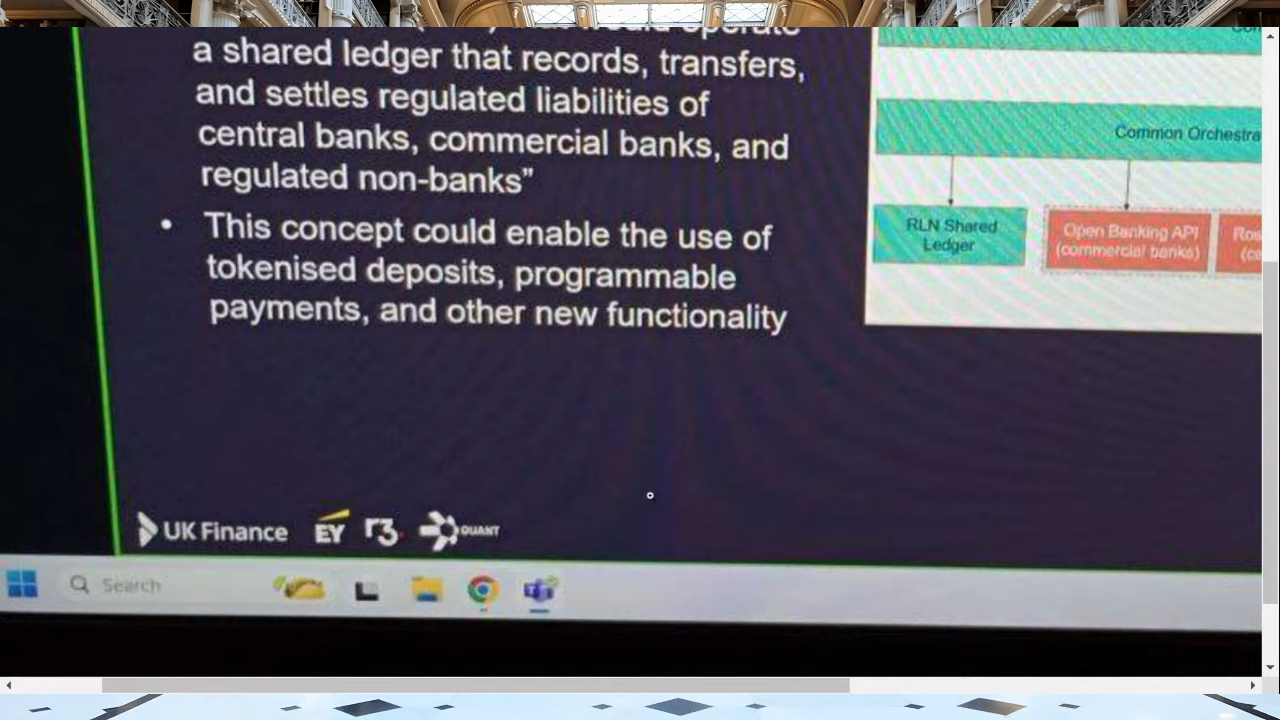 a shared ledger that records, transfers,
and settles regulated liabilities of
central banks, commercial banks, and
regulated non-banks”
• This concept could enable the use of
tokenised deposits, programmable
payments, and other new functionality
Common Orchestra
RLN Shared
Ledger
Open Banking API
(commercial banks)
UK Finance
EY
r3.
QUANT
Search